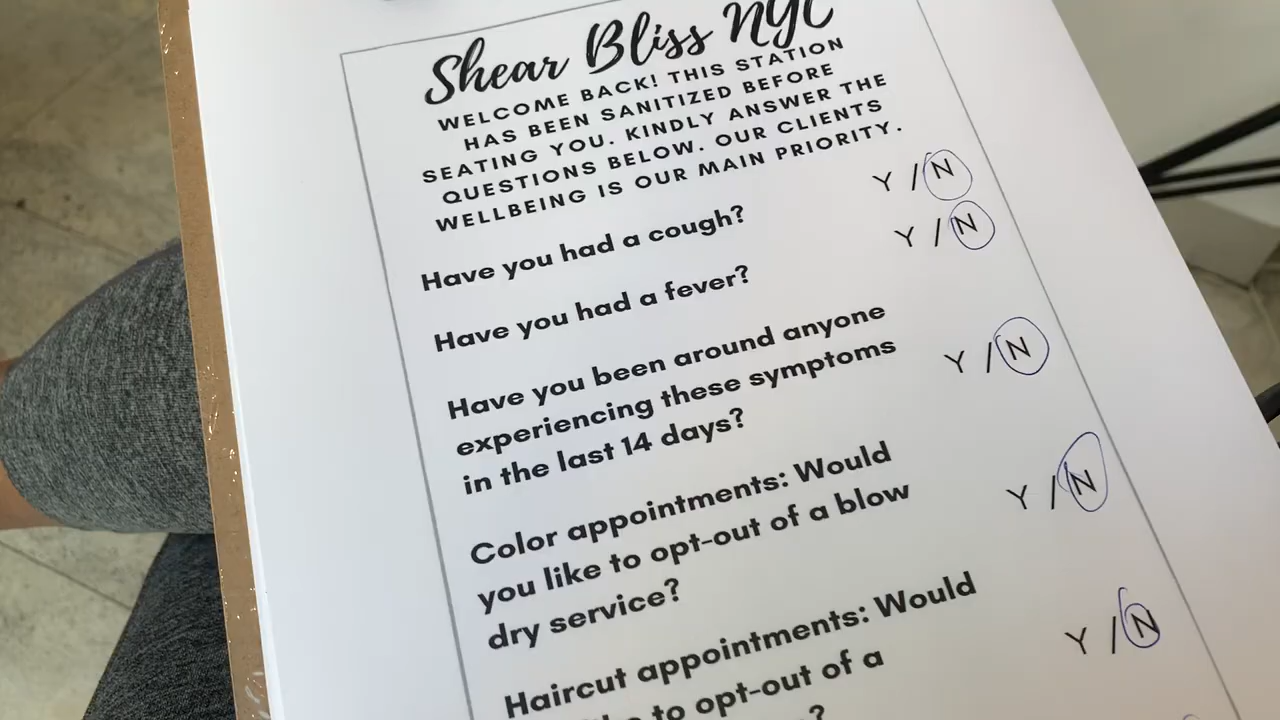 Shear Bliss NYC
WELCOME BACK! THIS STATION
HAS BEEN SANITIZED BEFORE
SEATING YOU. KINDLY ANSWER THE
QUESTIONS BELOW. OUR CLIENTS
WELLBEING IS OUR MAIN PRIORITY.
Have you had a cough? Y / N
Have you had a fever? Y / N
Have you been around anyone
experiencing these symptoms Y / N
in the last 14 days?
Color appointments: Would
you like to opt-out of a blow Y / N
dry service?
Haircut appointments: Would
to opt-out of a Y / N